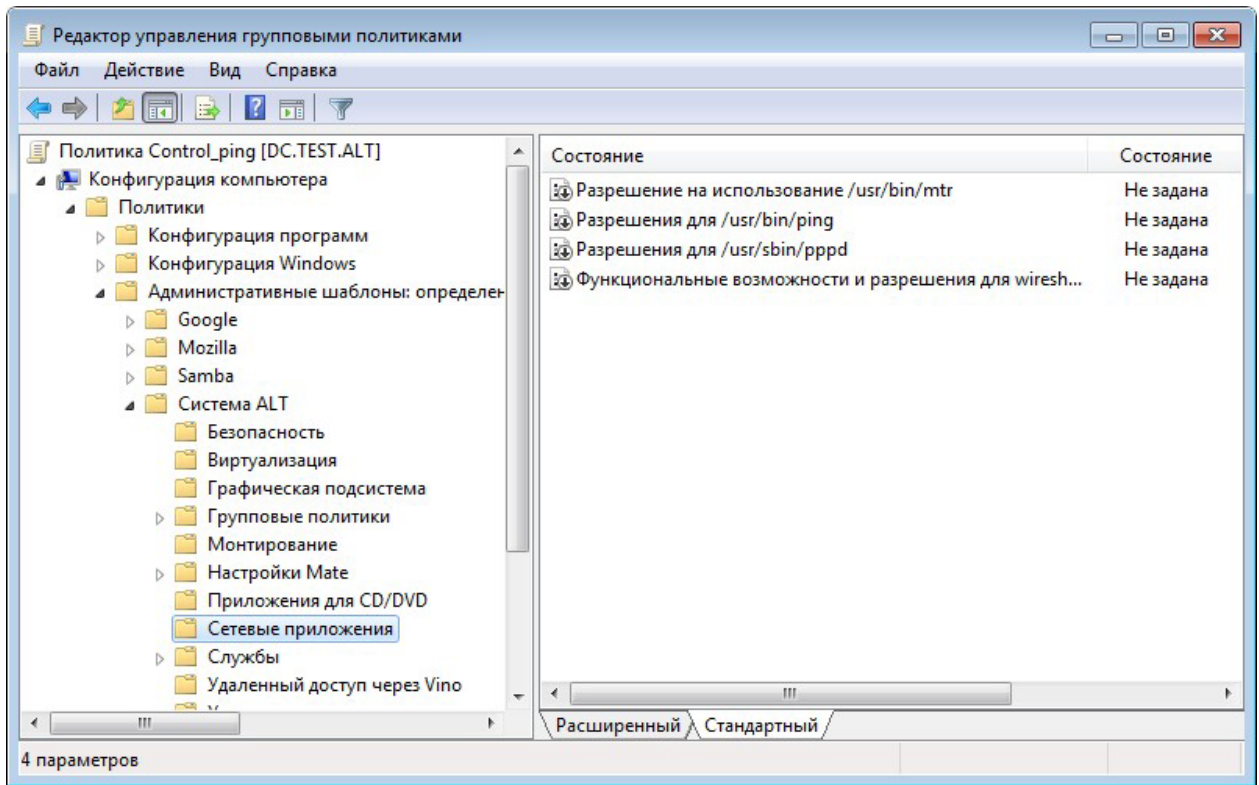 Редактор управления групповыми политиками
Файл Действие Вид Справка
Политика Control_ping [DC.TEST.ALT]
Конфигурация компьютера
Политики
Конфигурация программ
Конфигурация Windows
Административные шаблоны: определен
Google
Mozilla
Samba
Система ALT
Безопасность
Виртуализация
Графическая подсистема
Групповые политики
Монтирование
Настройки Mate
Приложения для CD/DVD
Сетевые приложения
Службы
Удаленный доступ через Vino
Состояние Состояние
Разрешение на использование /usr/bin/mtr Не задана
Разрешения для /usr/bin/ping Не задана
Разрешения для /usr/sbin/pppd Не задана
Функциональные возможности и разрешения для wiresh... Не задана
Расширенный Стандартный
4 параметров